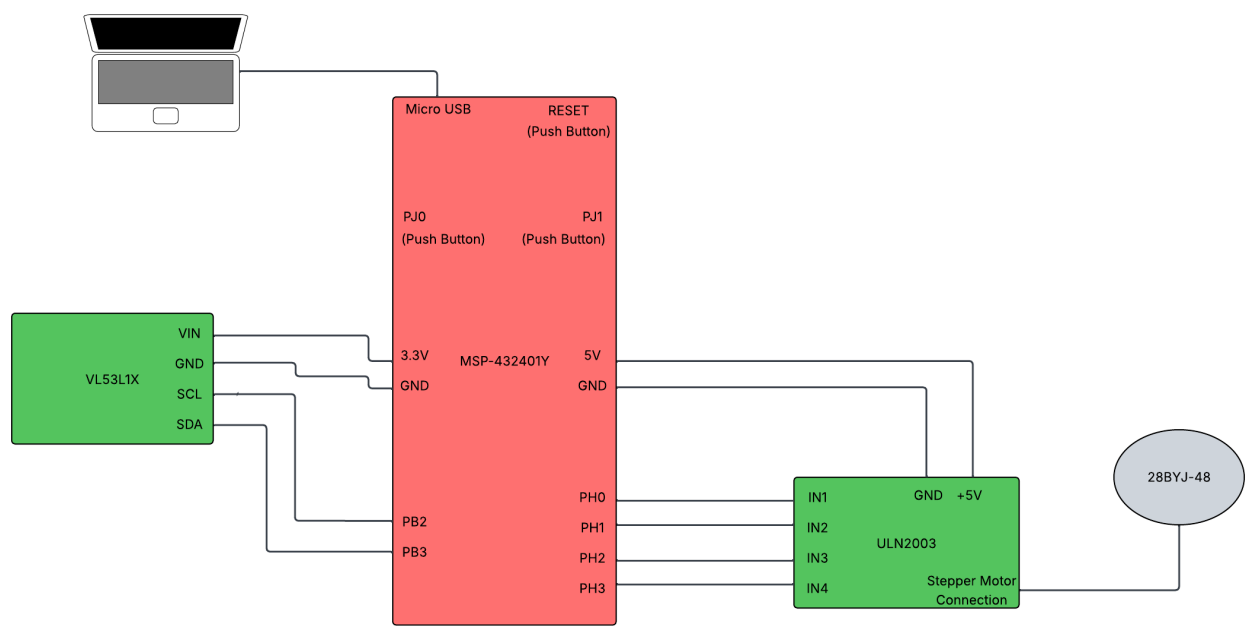 Micro USB
RESET
(Push Button)
PJ0
(Push Button)
PJ1
(Push Button)
VL53L1X
VIN
GND
SCL
SDA
3.3V
GND
MSP-432401Y
5V
GND
PB2
PB3
PH0
PH1
PH2
PH3
IN1
IN2
IN3
IN4
GND +5V
ULN2003
Stepper Motor
Connection
28BYJ-48